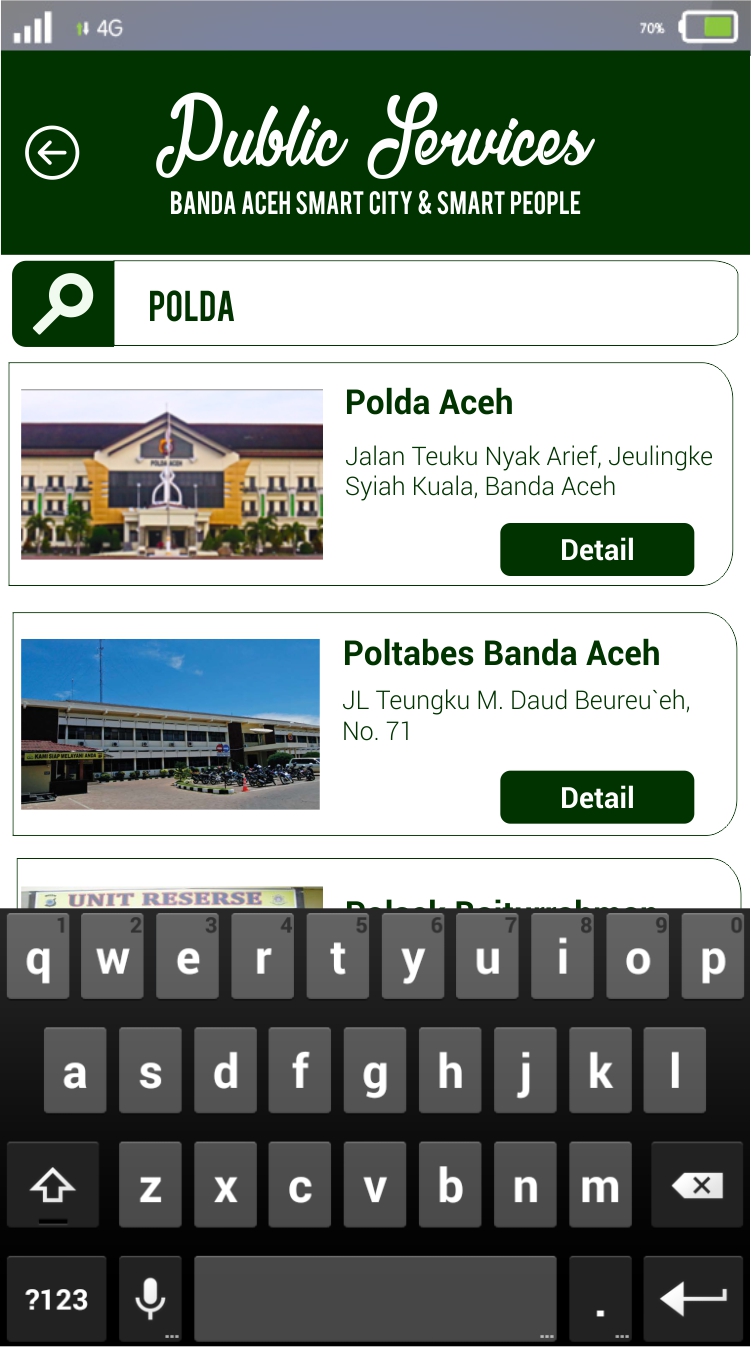 4G
70%
Public Services
BANDA ACEH SMART CITY & SMART PEOPLE
POLDA
POLDA ACEH
Polda Aceh
Jalan Teuku Nyak Arief, Jeulingke
Syiah Kuala, Banda Aceh
Detail
KAMI SIAP MELAYANI ANDA
Poltabes Banda Aceh
JL Teungku M. Daud Beureu`eh,
No. 71
Detail
UNIT RESERSE
1 2 3 4 5 6 7 8 9 0
q w e r t y u i o p
a s d f g h j k l
z x c v b n m
?123 ... ... . ...